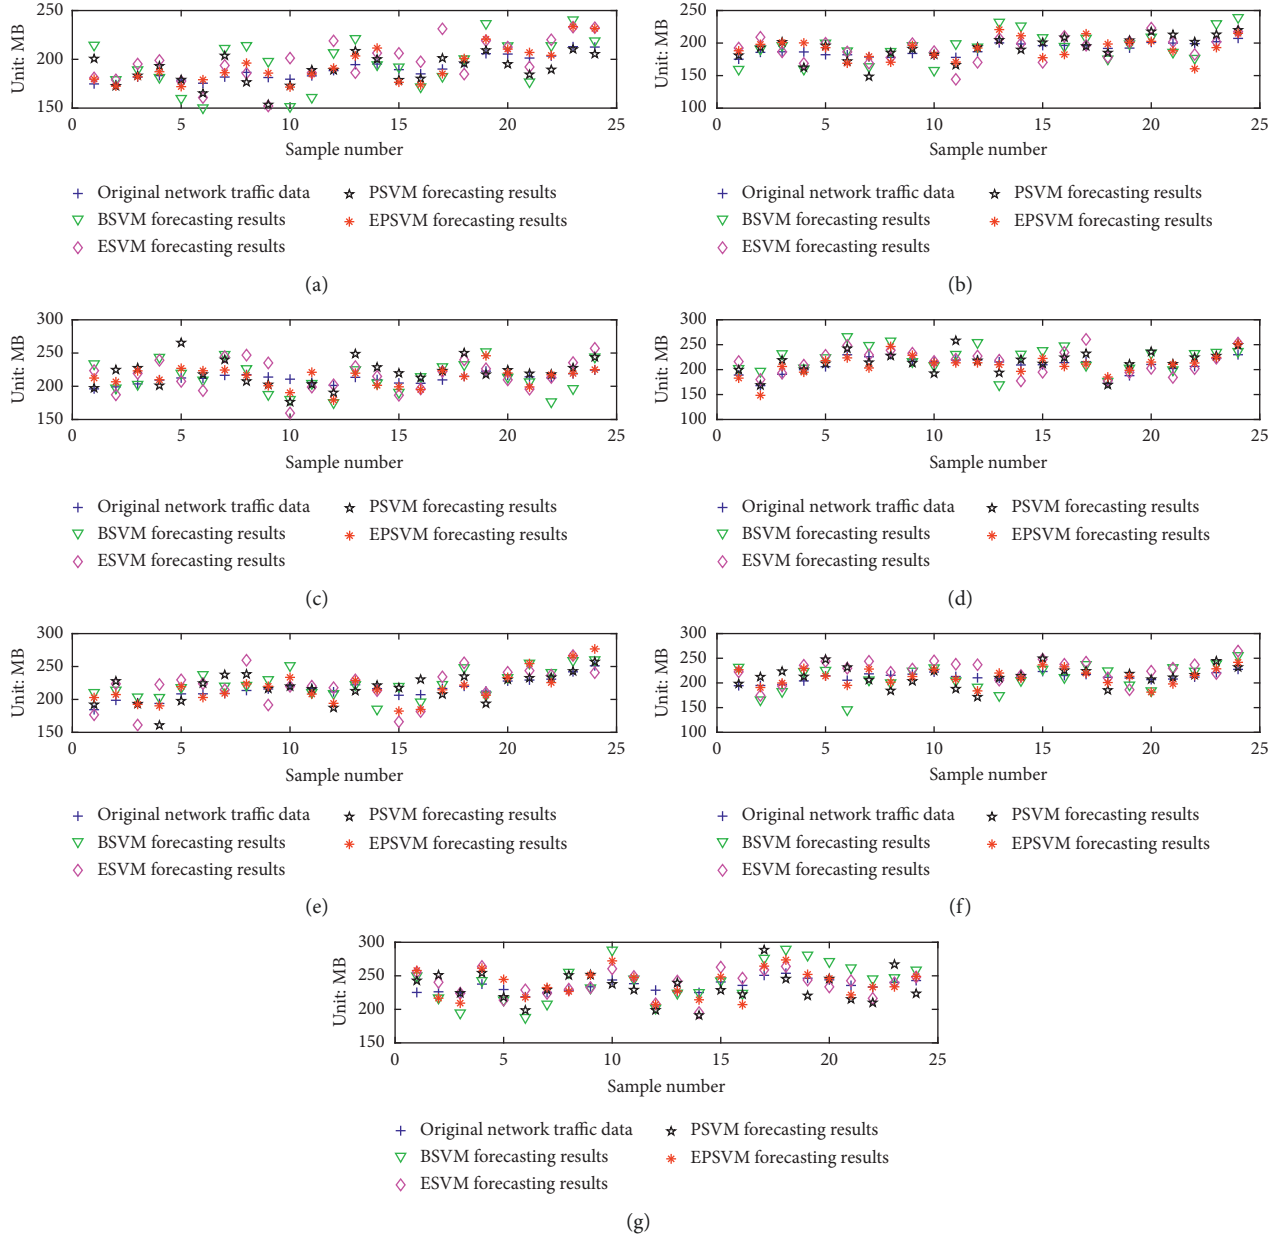 Unit: MB
250
200
150
0 5 10 15 20 25
Sample number
Original network traffic data
BSVM forecasting results
ESVM forecasting results
PSVM forecasting results
EPSVM forecasting results
(a)
Unit: MB
250
200
150
100
0 5 10 15 20 25
Sample number
Original network traffic data
BSVM forecasting results
ESVM forecasting results
PSVM forecasting results
EPSVM forecasting results
(b)
Unit: MB
300
250
200
150
0 5 10 15 20 25
Sample number
Original network traffic data
BSVM forecasting results
ESVM forecasting results
PSVM forecasting results
EPSVM forecasting results
(c)
Unit: MB
300
250
200
150
100
0 5 10 15 20 25
Sample number
Original network traffic data
BSVM forecasting results
ESVM forecasting results
PSVM forecasting results
EPSVM forecasting results
(d)
Unit: MB
300
250
200
150
0 5 10 15 20 25
Sample number
Original network traffic data
BSVM forecasting results
ESVM forecasting results
PSVM forecasting results
EPSVM forecasting results
(e)
Unit: MB
300
250
200
150
100
0 5 10 15 20 25
Sample number
Original network traffic data
BSVM forecasting results
ESVM forecasting results
PSVM forecasting results
EPSVM forecasting results
(f)
Unit: MB
300
250
200
150
0 5 10 15 20 25
Sample number
Original network traffic data
BSVM forecasting results
ESVM forecasting results
PSVM forecasting results
EPSVM forecasting results
(g)